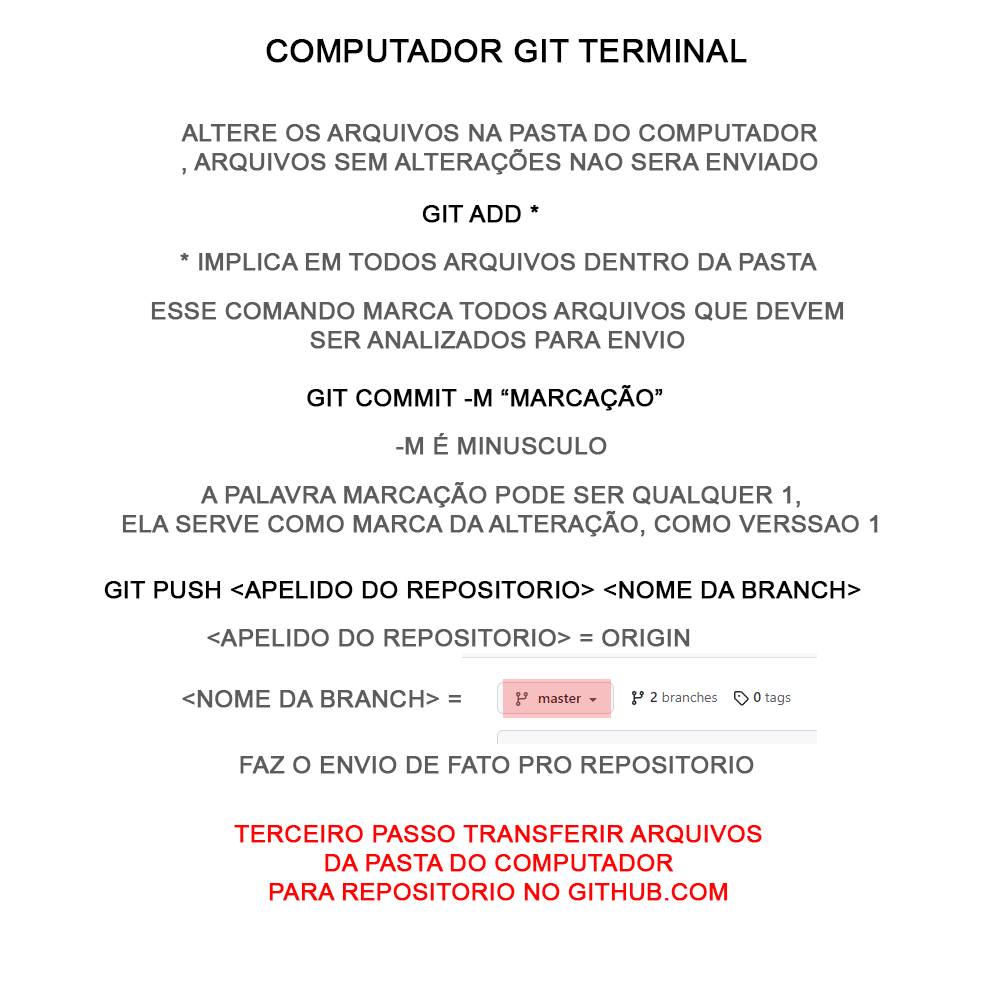 COMPUTADOR GIT TERMINAL
ALTERE OS ARQUIVOS NA PASTA DO COMPUTADOR
, ARQUIVOS SEM ALTERAÇÕES NAO SERA ENVIADO
GIT ADD *
* IMPLICA EM TODOS ARQUIVOS DENTRO DA PASTA
ESSE COMANDO MARCA TODOS ARQUIVOS QUE DEVEM
SER ANALIZADOS PARA ENVIO
GIT COMMIT -M “MARCAÇÃO”
-M É MINUSCULO
A PALAVRA MARCAÇÃO PODE SER QUALQUER 1,
ELA SERVE COMO MARCA DA ALTERAÇÃO, COMO VERSSAO 1
GIT PUSH <APELIDO DO REPOSITORIO> <NOME DA BRANCH>
<APELIDO DO REPOSITORIO> = ORIGIN
<NOME DA BRANCH> = master 2 branches 0 tags
FAZ O ENVIO DE FATO PRO REPOSITORIO
TERCEIRO PASSO TRANSFERIR ARQUIVOS
DA PASTA DO COMPUTADOR
PARA REPOSITORIO NO GITHUB.COM